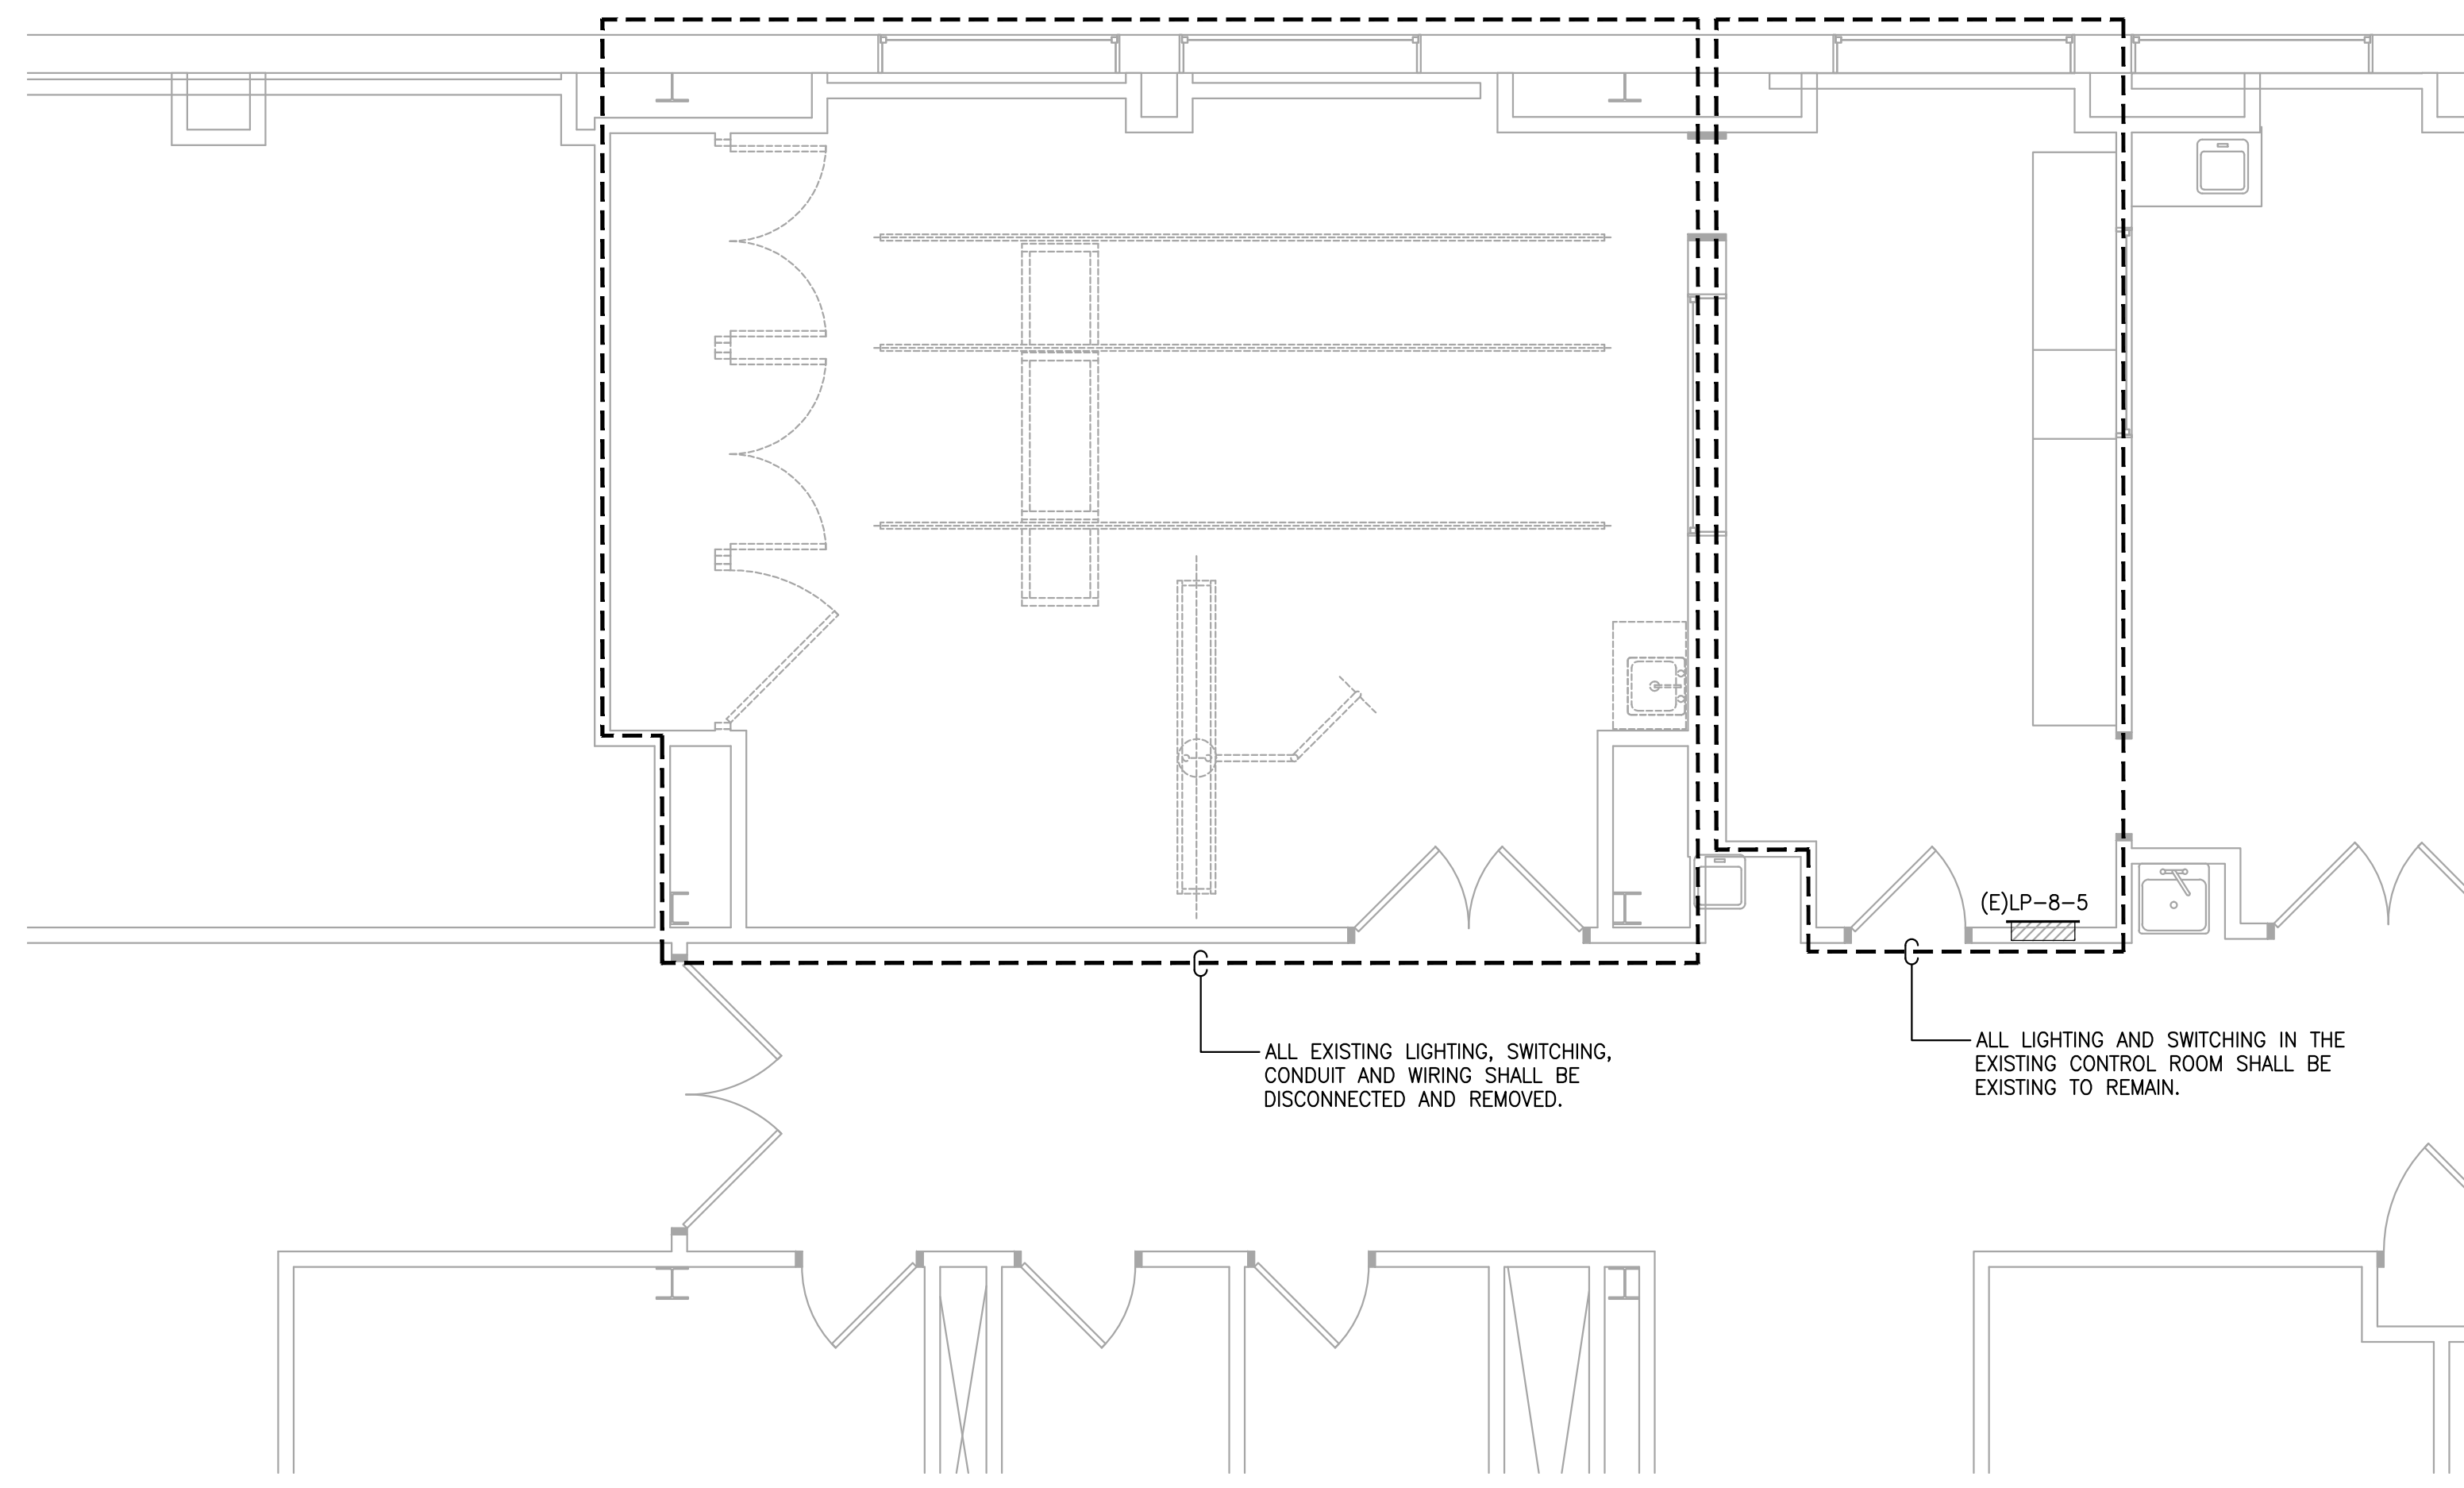 (E)LP-8-5
ALL EXISTING LIGHTING, SWITCHING,
CONDUIT AND WIRING SHALL BE
DISCONNECTED AND REMOVED.
ALL LIGHTING AND SWITCHING IN THE
EXISTING CONTROL ROOM SHALL BE
EXISTING TO REMAIN.